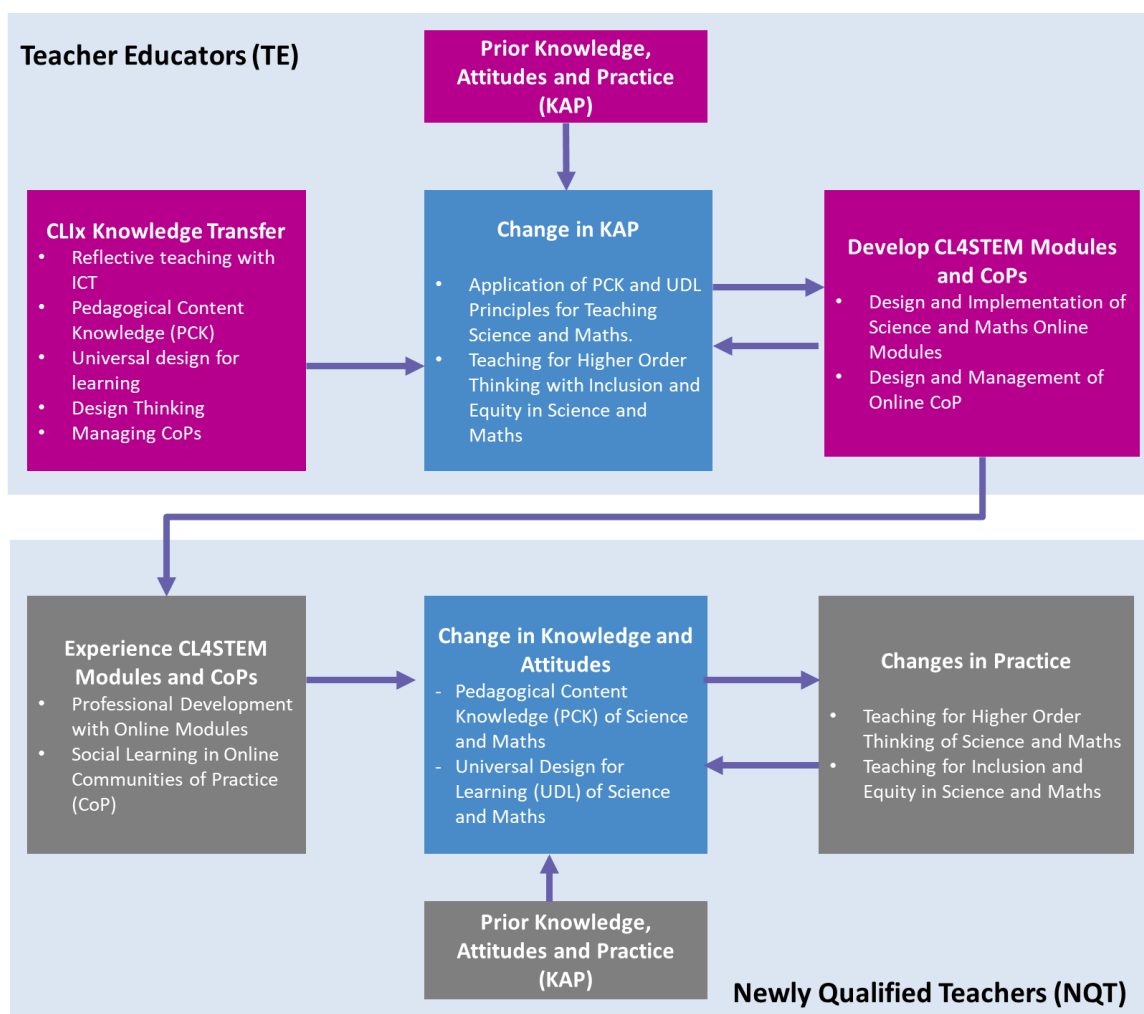 Teacher Educators (TE)
Prior Knowledge,
Attitudes and Practice
(KAP)
CLIx Knowledge Transfer
• Reflective teaching with
ICT
• Pedagogical Content
Knowledge (PCK)
• Universal design for
learning
• Design Thinking
• Managing CoPs
Change in KAP
• Application of PCK and UDL
Principles for Teaching
Science and Maths.
• Teaching for Higher Order
Thinking with Inclusion and
Equity in Science and
Maths
Develop CL4STEM Modules
and CoPs
• Design and Implementation of
Science and Maths Online
Modules
• Design and Management of
Online CoP
Experience CL4STEM
Modules and CoPs
• Professional Development
with Online Modules
• Social Learning in Online
Communities of Practice
(CoP)
Change in Knowledge and
Attitudes
- Pedagogical Content
Knowledge (PCK) of Science
and Maths
- Universal Design for
Learning (UDL) of Science
and Maths
Changes in Practice
• Teaching for Higher Order
Thinking of Science and Maths
• Teaching for Inclusion and
Equity in Science and Maths
Prior Knowledge,
Attitudes and Practice
(KAP)
Newly Qualified Teachers (NQT)